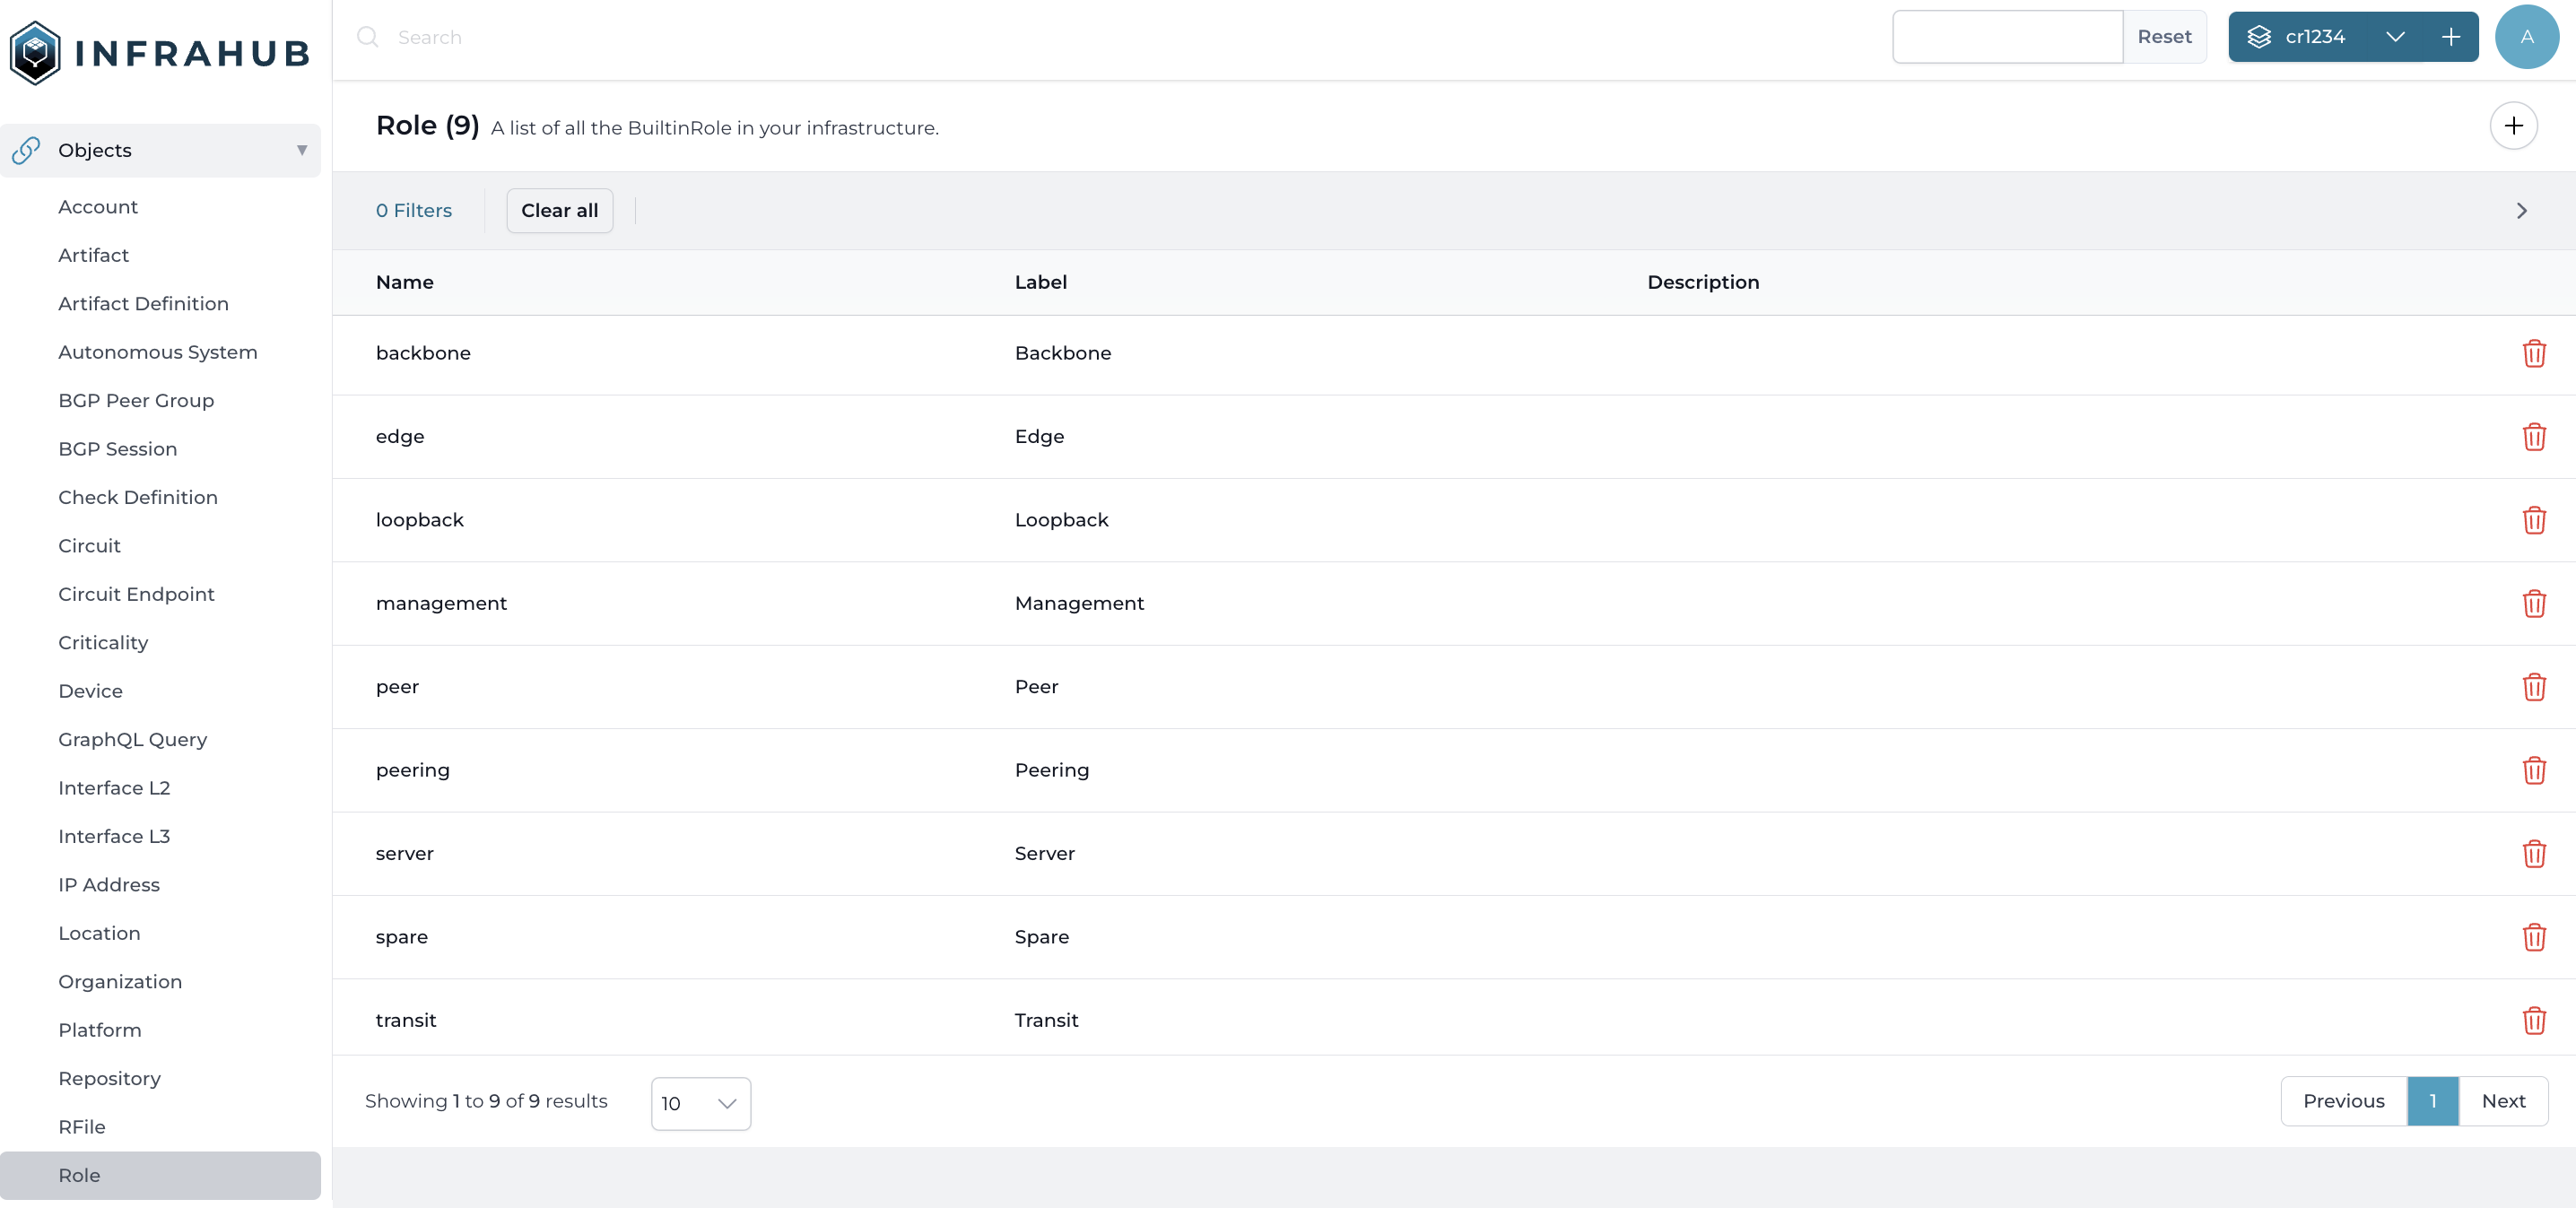 INFRAHUB
Search
Reset
cr1234
A
Objects
Account
Artifact
Artifact Definition
Autonomous System
BGP Peer Group
BGP Session
Check Definition
Circuit
Circuit Endpoint
Criticality
Device
GraphQL Query
Interface L2
Interface L3
IP Address
Location
Organization
Platform
Repository
RFile
Role
Role (9) A list of all the BuiltinRole in your infrastructure.
0 Filters Clear all
Name Label Description
backbone Backbone
edge Edge
loopback Loopback
management Management
peer Peer
peering Peering
server Server
spare Spare
transit Transit
Showing 1 to 9 of 9 results 10 Previous 1 Next